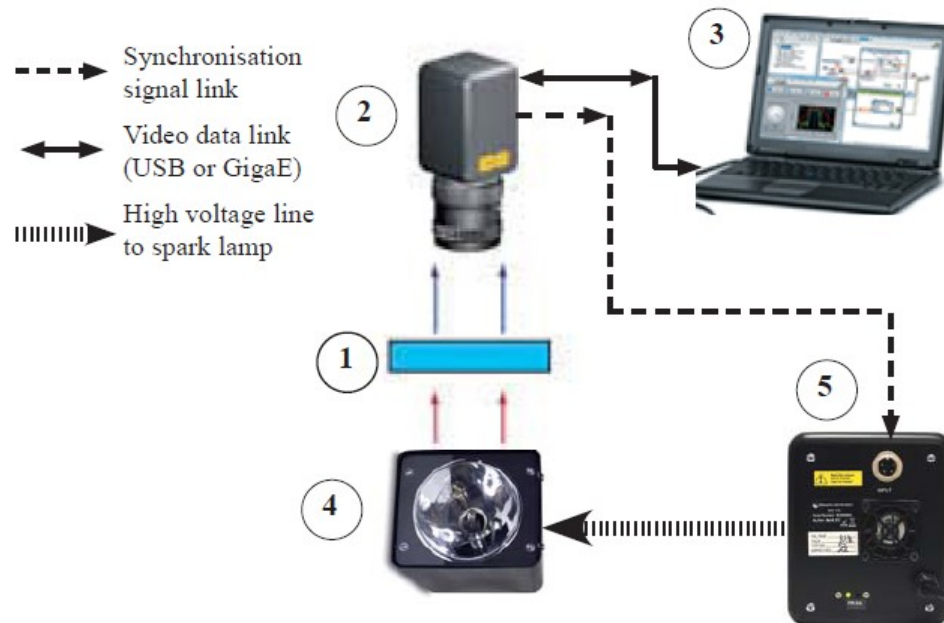 Synchronisation
signal link
Video data link
(USB or GigaE)
High voltage line
to spark lamp
3
2
1
5
4
INPUT